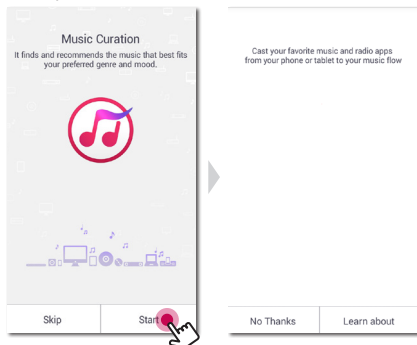 Music Curation
It finds and recommends the music that best fits
your preferred genre and mood.
Skip
Start
Cast your favorite music and radio apps
from your phone or tablet to your music flow
No Thanks
Learn about